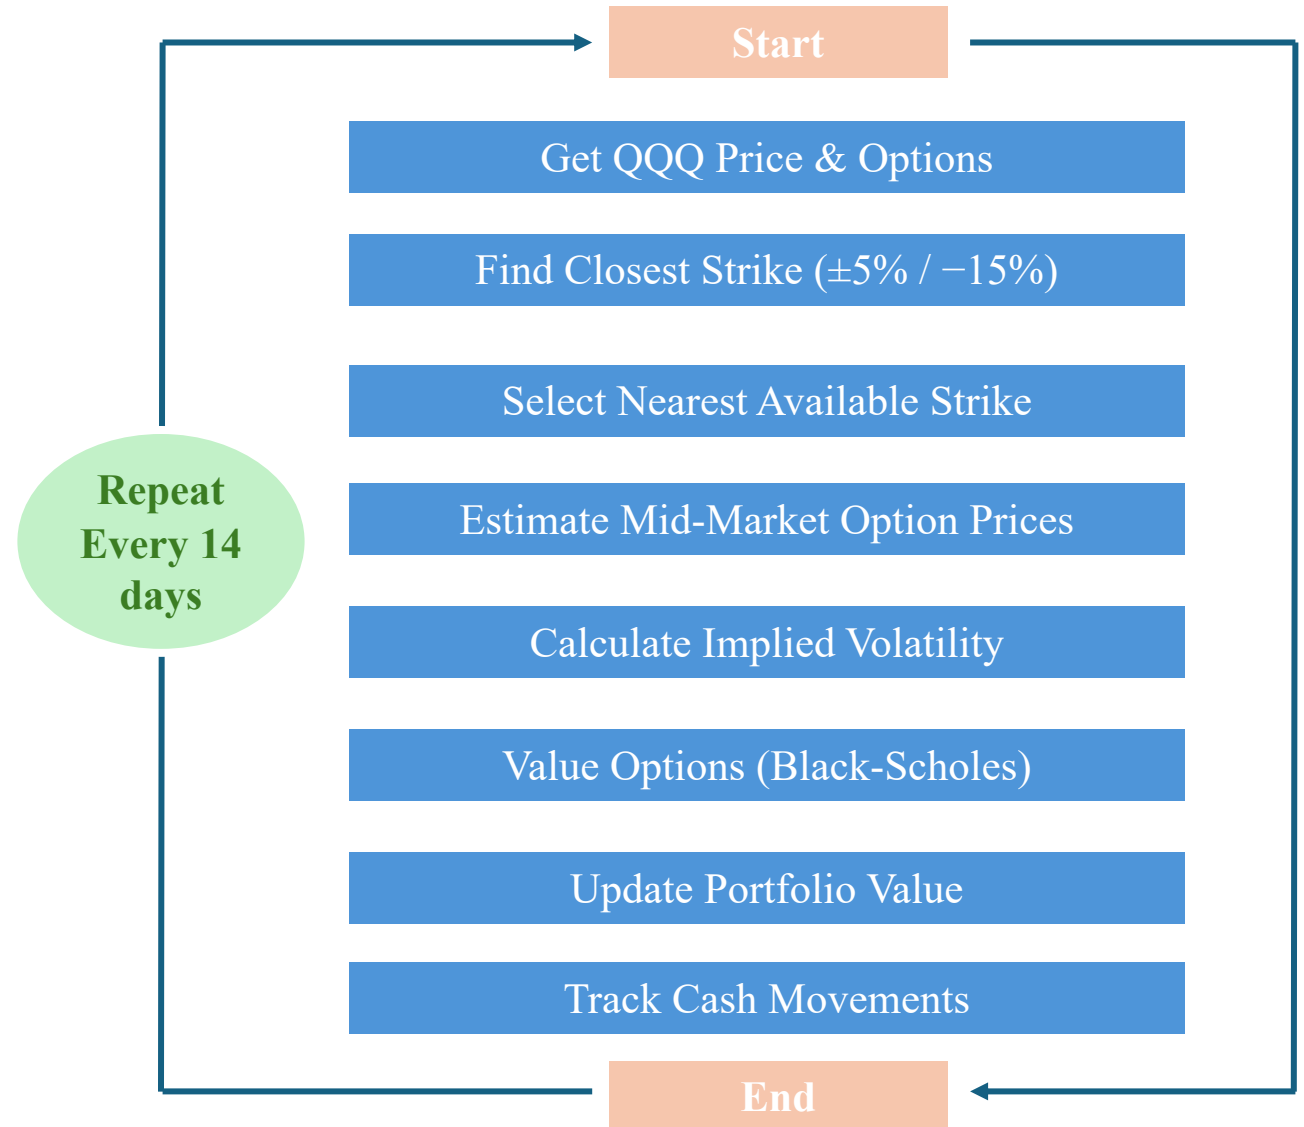 Start
Get QQQ Price & Options
Find Closest Strike (±5% / −15%)
Select Nearest Available Strike
Repeat
Every 14
days
Estimate Mid-Market Option Prices
Calculate Implied Volatility
Value Options (Black-Scholes)
Update Portfolio Value
Track Cash Movements
End